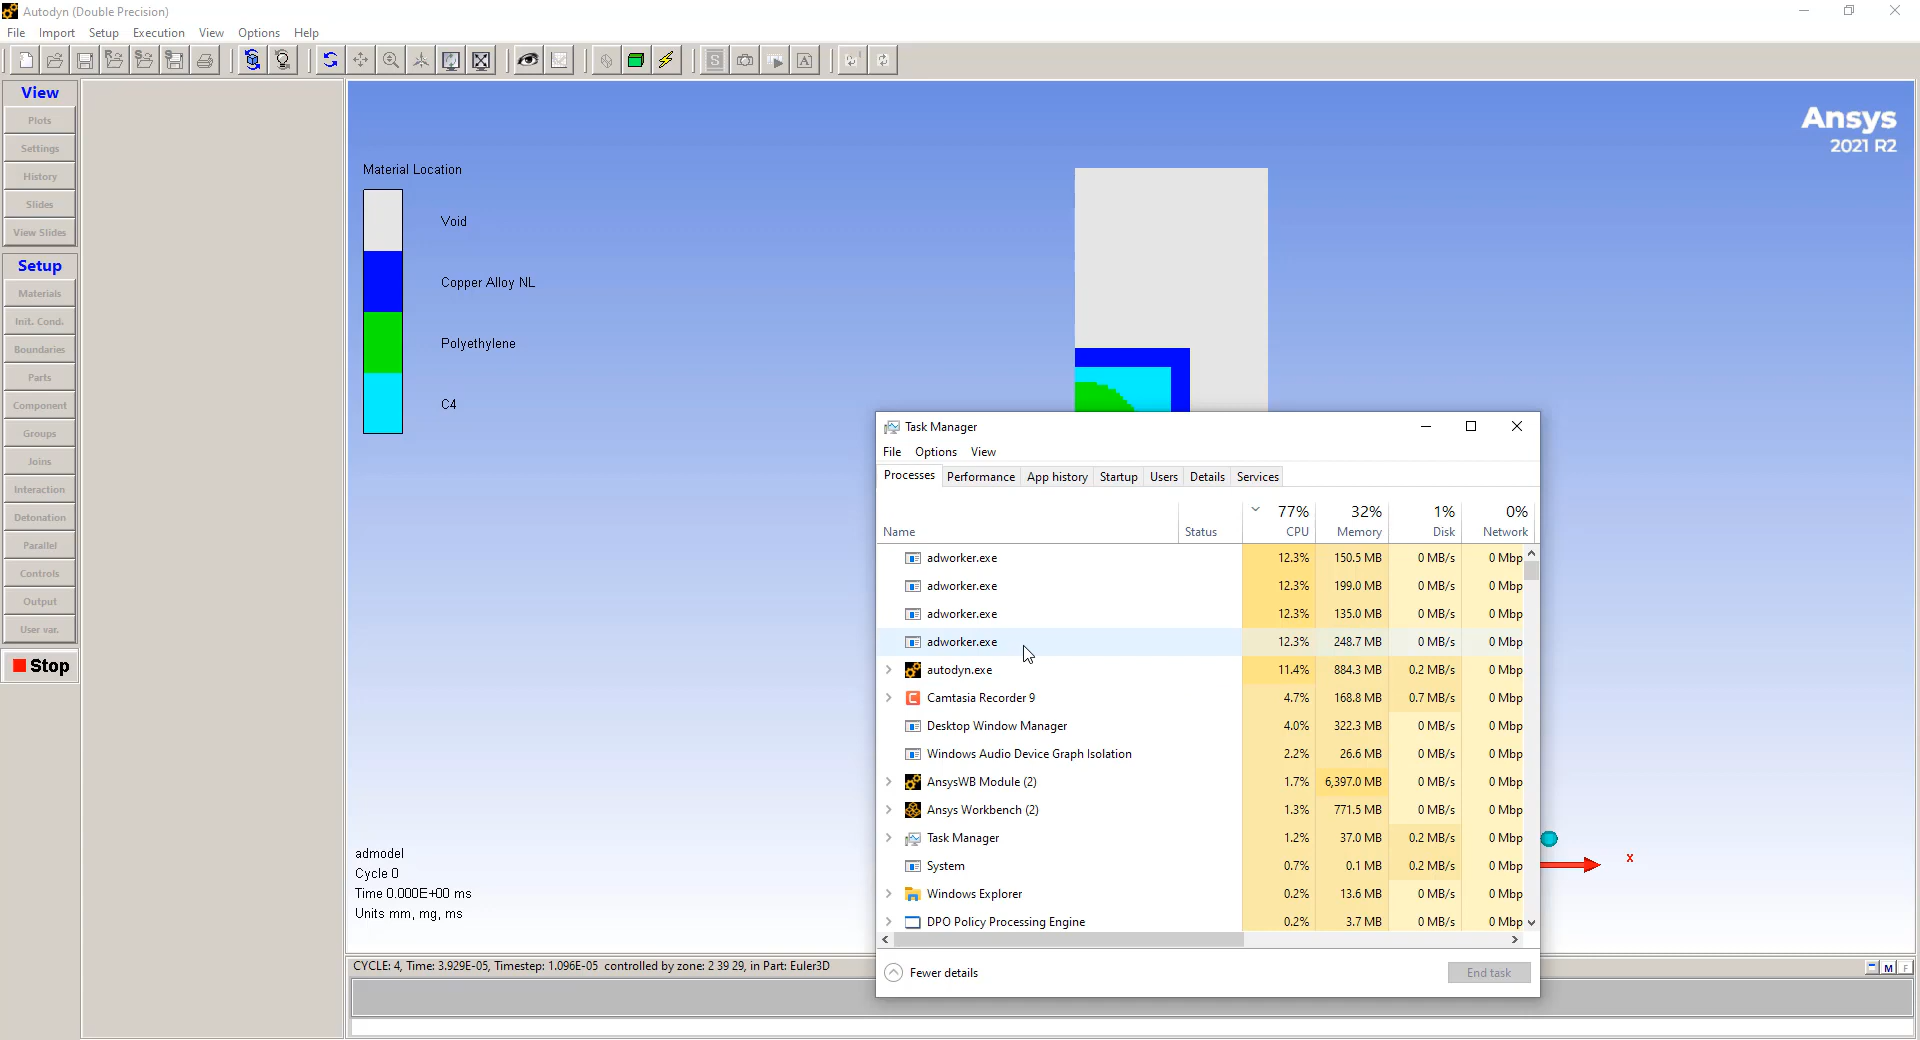 Autodyn (Double Precision)
File Import Setup Execution View Options Help
View
Plots
Settings
History
Slides
View Slides
Setup
Materials
Init. Cond.
Boundaries
Parts
Component
Groups
Joins
Interaction
Detonation
Parallel
Controls
Output
User var.
Stop
Ansys
2021 R2
Material Location
Void
Copper Alloy NL
Polyethylene
C4
admodel
Cycle 0
Time 0.000E+00 ms
Units mm, mg, ms
x
CYCLE: 4, Time: 3.929E-05, Timestep: 1.096E-05 controlled by zone: 2 39 29, in Part: Euler3D
M F
Task Manager
File Options View
Processes Performance App history Startup Users Details Services
77% 32% 1% 0%
Name Status CPU Memory Disk Network
adworker.exe 12.3% 150.5 MB 0 MB/s 0 Mbp
adworker.exe 12.3% 199.0 MB 0 MB/s 0 Mbp
adworker.exe 12.3% 135.0 MB 0 MB/s 0 Mbp
adworker.exe 12.3% 248.7 MB 0 MB/s 0 Mbp
autodyn.exe 11.4% 884.3 MB 0.2 MB/s 0 Mbp
Camtasia Recorder 9 4.7% 168.8 MB 0.7 MB/s 0 Mbp
Desktop Window Manager 4.0% 322.3 MB 0 MB/s 0 Mbp
Windows Audio Device Graph Isolation 2.2% 26.6 MB 0 MB/s 0 Mbp
AnsysWB Module (2) 1.7% 6,397.0 MB 0 MB/s 0 Mbp
Ansys Workbench (2) 1.3% 771.5 MB 0 MB/s 0 Mbp
Task Manager 1.2% 37.0 MB 0.2 MB/s 0 Mbp
System 0.7% 0.1 MB 0.2 MB/s 0 Mbp
Windows Explorer 0.2% 13.6 MB 0 MB/s 0 Mbp
DPO Policy Processing Engine 0.2% 3.7 MB 0 MB/s 0 Mbp
Fewer details
End task